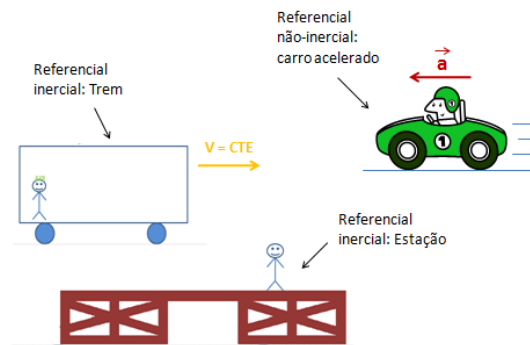 Referencial
não-inercial:
carro acelerado
a
1
Referencial
inercial: Trem
V = CTE
Referencial
inercial: Estação